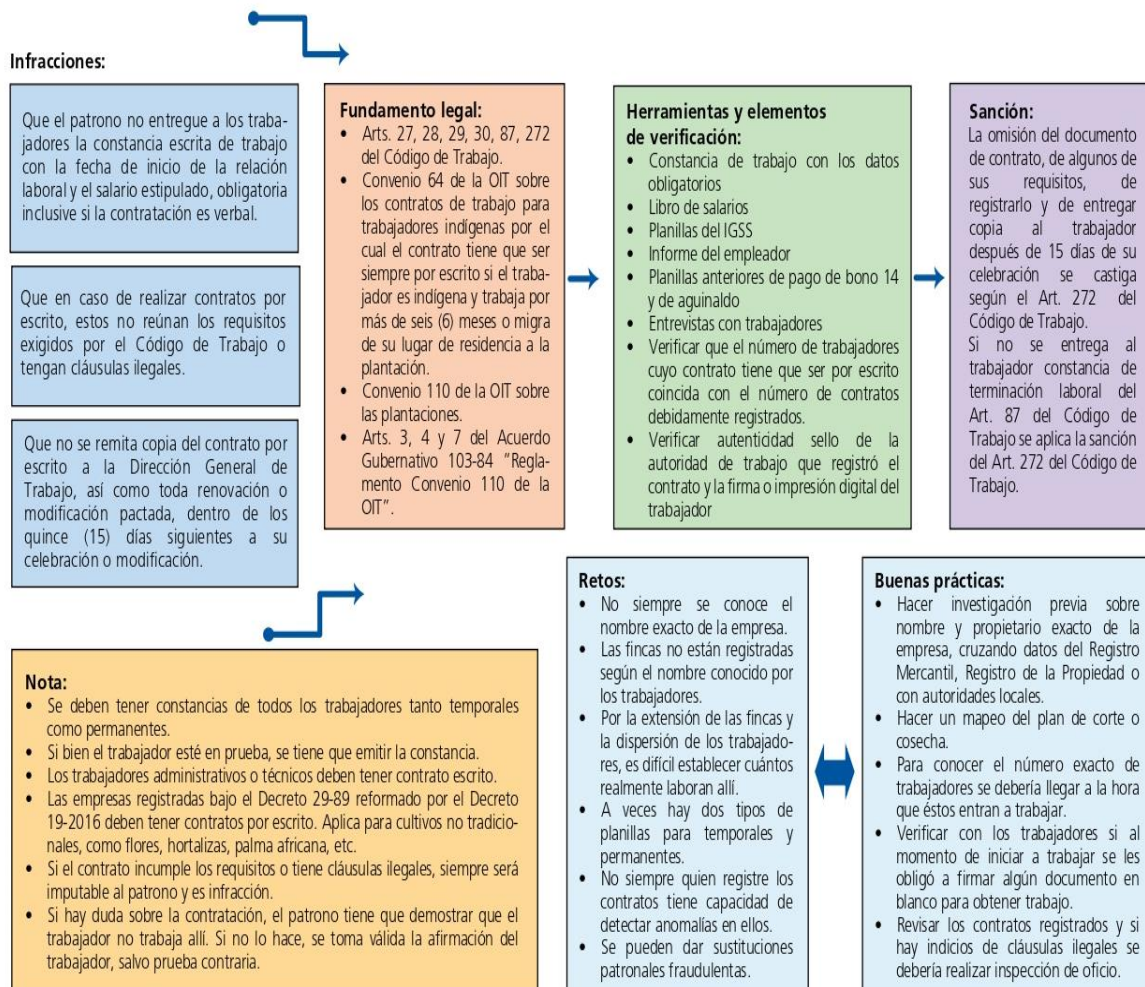 Infracciones:
Que el patrono no entregue a los traba-
jadores la constancia escrita de trabajo
con la fecha de inicio de la relación
laboral y el salario estipulado, obligatoria
inclusive si la contratación es verbal.
Que en caso de realizar contratos por
escrito, estos no reúnan los requisitos
exigidos por el Código de Trabajo o
tengan cláusulas ilegales.
Que no se remita copia del contrato por
escrito a la Dirección General de
Trabajo, así como toda renovación o
modificación pactada, dentro de los
quince (15) días siguientes a su
celebración o modificación.
Fundamento legal:
• Arts. 27, 28, 29, 30, 87, 272
del Código de Trabajo.
• Convenio 64 de la OIT sobre
los contratos de trabajo para
trabajadores indígenas por el
cual el contrato tiene que ser
siempre por escrito si el traba-
jador es indígena y trabaja por
más de seis (6) meses o migra
de su lugar de residencia a la
plantación.
• Convenio 110 de la OIT sobre
las plantaciones.
• Arts. 3, 4 y 7 del Acuerdo
Gubernativo 103-84 "Regla-
mento Convenio 110 de la
OIT".
Herramientas y elementos
de verificación:
• Constancia de trabajo con los datos
obligatorios
• Libro de salarios
• Planillas del IGSS
• Informe del empleador
• Planillas anteriores de pago de bono 14
y de aguinaldo
• Entrevistas con trabajadores
• Verificar que el número de trabajadores
cuyo contrato tiene que ser por escrito
coincida con el número de contratos
debidamente registrados.
• Verificar autenticidad sello de la
autoridad de trabajo que registró el
contrato y la firma o impresión digital del
trabajador
Sanción:
La omisión del documento
de contrato, de algunos de
sus requisitos, de
registrarlo y de entregar
copia al trabajador
después de 15 días de su
celebración se castiga
según el Art. 272 del
Código de Trabajo.
Si no se entrega al
trabajador constancia de
terminación laboral del
Art. 87 del Código de
Trabajo se aplica la sanción
del Art. 272 del Código de
Trabajo.
Nota:
• Se deben tener constancias de todos los trabajadores tanto temporales
como permanentes.
• Si bien el trabajador esté en prueba, se tiene que emitir la constancia.
• Los trabajadores administrativos o técnicos deben tener contrato escrito.
• Las empresas registradas bajo el Decreto 29-89 reformado por el Decreto
19-2016 deben tener contratos por escrito. Aplica para cultivos no tradicio-
nales, como flores, hortalizas, palma africana, etc.
• Si el contrato incumple los requisitos o tiene cláusulas ilegales, siempre será
imputable al patrono y es infracción.
• Si hay duda sobre la contratación, el patrono tiene que demostrar que el
trabajador no trabaja allí. Si no lo hace, se toma válida la afirmación del
trabajador, salvo prueba contraria.
Retos:
• No siempre se conoce el
nombre exacto de la empresa.
• Las fincas no están registradas
según el nombre conocido por
los trabajadores.
• Por la extensión de las fincas y
la dispersión de los trabajado-
res, es difícil establecer cuántos
realmente laboran allí.
• A veces hay dos tipos de
planillas para temporales y
permanentes.
• No siempre quien registre los
contratos tiene capacidad de
detectar anomalías en ellos.
• Se pueden dar sustituciones
patronales fraudulentas.
Buenas prácticas:
• Hacer investigación previa sobre
nombre y propietario exacto de la
empresa, cruzando datos del Registro
Mercantil, Registro de la Propiedad o
con autoridades locales.
• Hacer un mapeo del plan de corte o
cosecha.
• Para conocer el número exacto de
trabajadores se debería llegar a la hora
que éstos entran a trabajar.
• Verificar con los trabajadores si al
momento de iniciar a trabajar se les
obligó a firmar algún documento en
blanco para obtener trabajo.
• Revisar los contratos registrados y si
hay indicios de cláusulas ilegales se
debería realizar inspección de oficio.